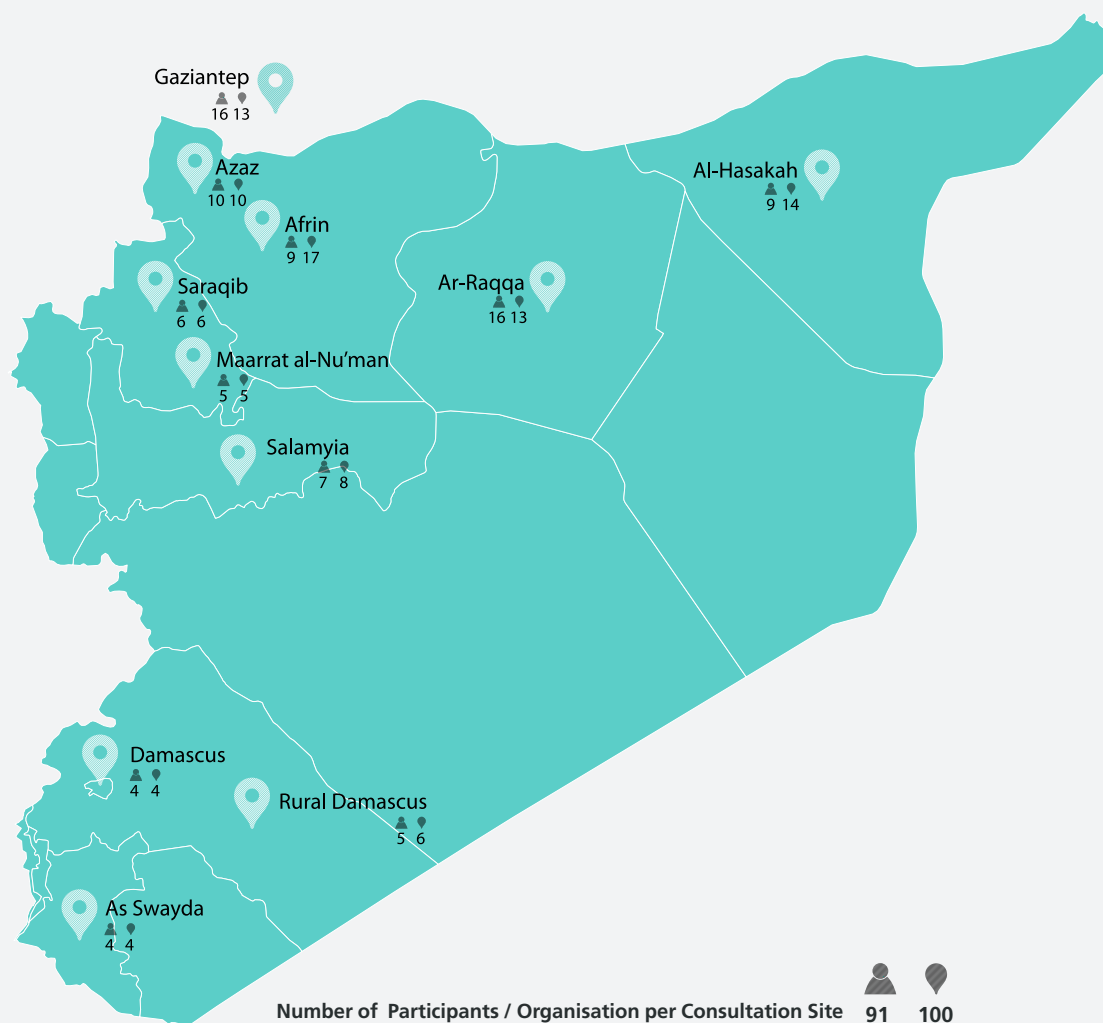 Gaziantep
16 13
Azaz
10 10
Afrin
9 17
Saraqib
6 6
Maarrat al-Nu’man
5 5
Salamyia
7 8
Ar-Raqqa
16 13
Al-Hasakah
9 14
Damascus
4 4
Rural Damascus
5 6
As Swayda
4 4
Number of Participants / Organisation per Consultation Site 91 100